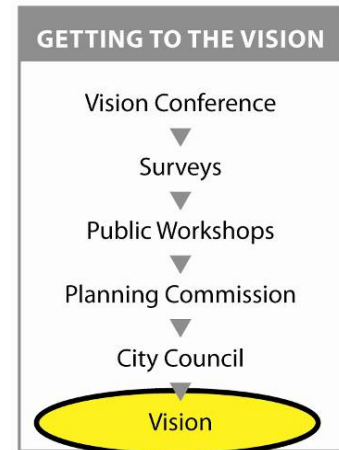 GETTING TO THE VISION
Vision Conference
Surveys
Public Workshops
Planning Commission
City Council
Vision